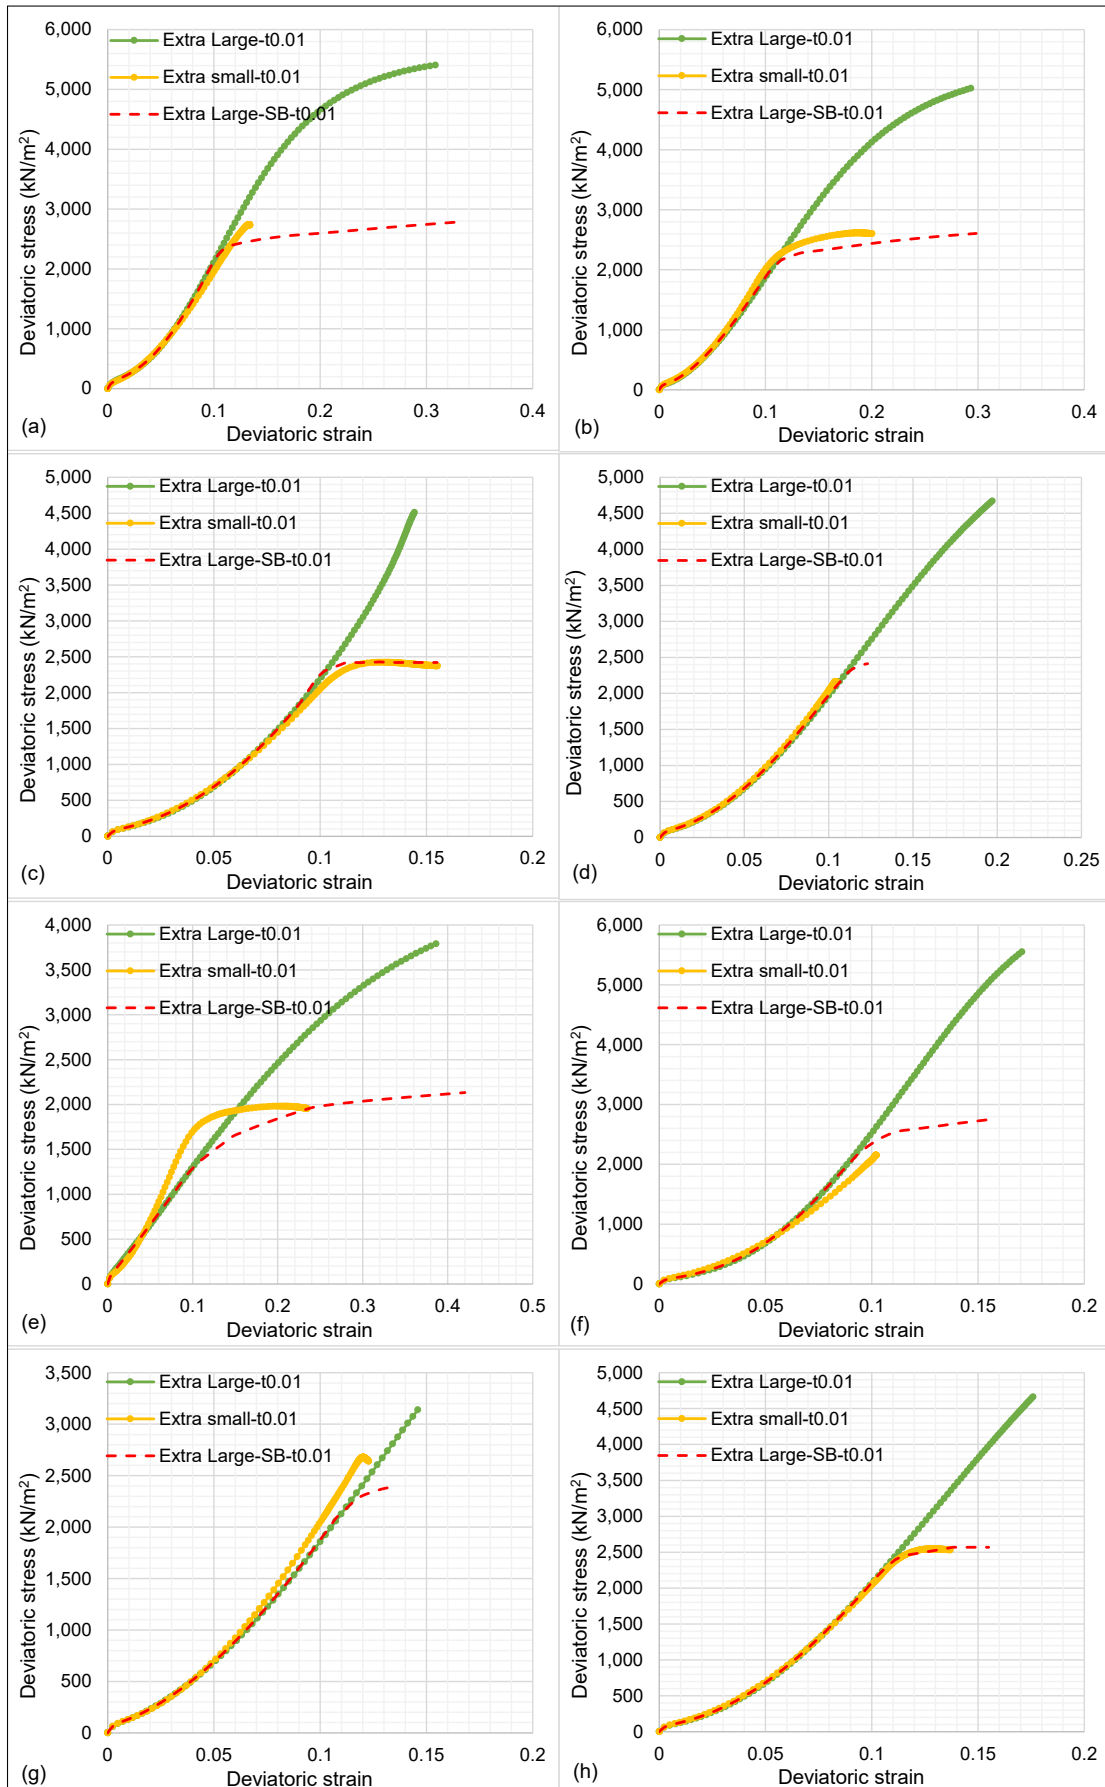 6,000
5,000
4,000
3,000
2,000
1,000
0
Deviatoric stress (kN/m²)
Extra Large-t0.01
Extra small-t0.01
Extra Large-SB-t0.01
0 0.1 0.2 0.3 0.4
Deviatoric strain
(a)
6,000
5,000
4,000
3,000
2,000
1,000
0
Deviatoric stress (kN/m²)
Extra Large-t0.01
Extra small-t0.01
Extra Large-SB-t0.01
0 0.1 0.2 0.3 0.4
Deviatoric strain
(b)
5,000
4,500
4,000
3,500
3,000
2,500
2,000
1,500
1,000
500
0
Deviatoric stress (kN/m²)
Extra Large-t0.01
Extra small-t0.01
Extra Large-SB-t0.01
0 0.05 0.1 0.15 0.2
Deviatoric strain
(c)
5,000
4,500
4,000
3,500
3,000
2,500
2,000
1,500
1,000
500
0
Deviatoric stress (kN/m²)
Extra Large-t0.01
Extra small-t0.01
Extra Large-SB-t0.01
0 0.05 0.1 0.15 0.2 0.25
Deviatoric strain
(d)
4,000
3,500
3,000
2,500
2,000
1,500
1,000
500
0
Deviatoric stress (kN/m²)
Extra Large-t0.01
Extra small-t0.01
Extra Large-SB-t0.01
0 0.1 0.2 0.3 0.4 0.5
Deviatoric strain
(e)
6,000
5,000
4,000
3,000
2,000
1,000
0
Deviatoric stress (kN/m²)
Extra Large-t0.01
Extra small-t0.01
Extra Large-SB-t0.01
0 0.05 0.1 0.15 0.2
Deviatoric strain
(f)
3,500
3,000
2,500
2,000
1,500
1,000
500
0
Deviatoric stress (kN/m²)
Extra Large-t0.01
Extra small-t0.01
Extra Large-SB-t0.01
0 0.05 0.1 0.15 0.2
Deviatoric strain
(g)
5,000
4,500
4,000
3,500
3,000
2,500
2,000
1,500
1,000
500
0
Deviatoric stress (kN/m²)
Extra Large-t0.01
Extra small-t0.01
Extra Large-SB-t0.01
0 0.05 0.1 0.15 0.2
Deviatoric strain
(h)